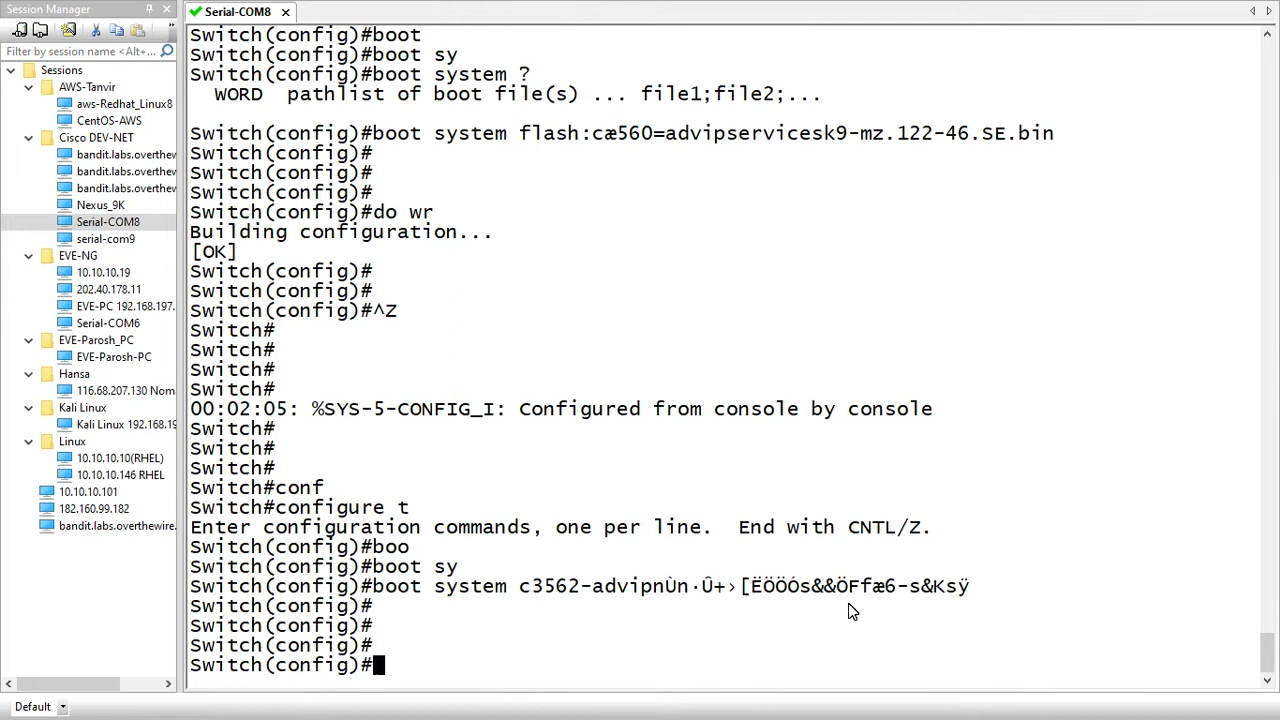 Session Manager
Serial-COM8
Filter by session name <Alt+...
Sessions
AWS-Tanvir
aws-Redhat_Linux8
CentOS-AWS
Cisco DEV-NET
bandit.labs.overthew
bandit.labs.overthew
bandit.labs.overthew
Nexus_9K
Serial-COM8
serial-com9
EVE-NG
10.10.10.19
202.40.178.11
EVE-PC 192.168.197.
Serial-COM6
EVE-Parosh_PC
EVE-Parosh-PC
Hansa
116.68.207.130 Nom
Kali Linux
Kali Linux 192.168.19
Linux
10.10.10.10(RHEL)
10.10.10.146 RHEL
10.10.10.101
182.160.99.182
bandit.labs.overthewire.
Default
Switch(config)#boot
Switch(config)#boot sy
Switch(config)#boot system ?
WORD  pathlist of boot file(s) ... file1;file2;...
Switch(config)#boot system flash:cæ560=advipservicesk9-mz.122-46.SE.bin
Switch(config)#
Switch(config)#
Switch(config)#
Switch(config)#do wr
Building configuration...
[OK]
Switch(config)#
Switch(config)#
Switch(config)#^Z
Switch#
Switch#
Switch#
Switch#
00:02:05: %SYS-5-CONFIG_I: Configured from console by console
Switch#
Switch#
Switch#
Switch#conf
Switch#configure t
Enter configuration commands, one per line.  End with CNTL/Z.
Switch(config)#boo
Switch(config)#boot sy
Switch(config)#boot system c3562-advipnÙn·Û+›[ËÖÖÓs&&ÖFfæ6-s&Ksÿ
Switch(config)#
Switch(config)#
Switch(config)#
Switch(config)#